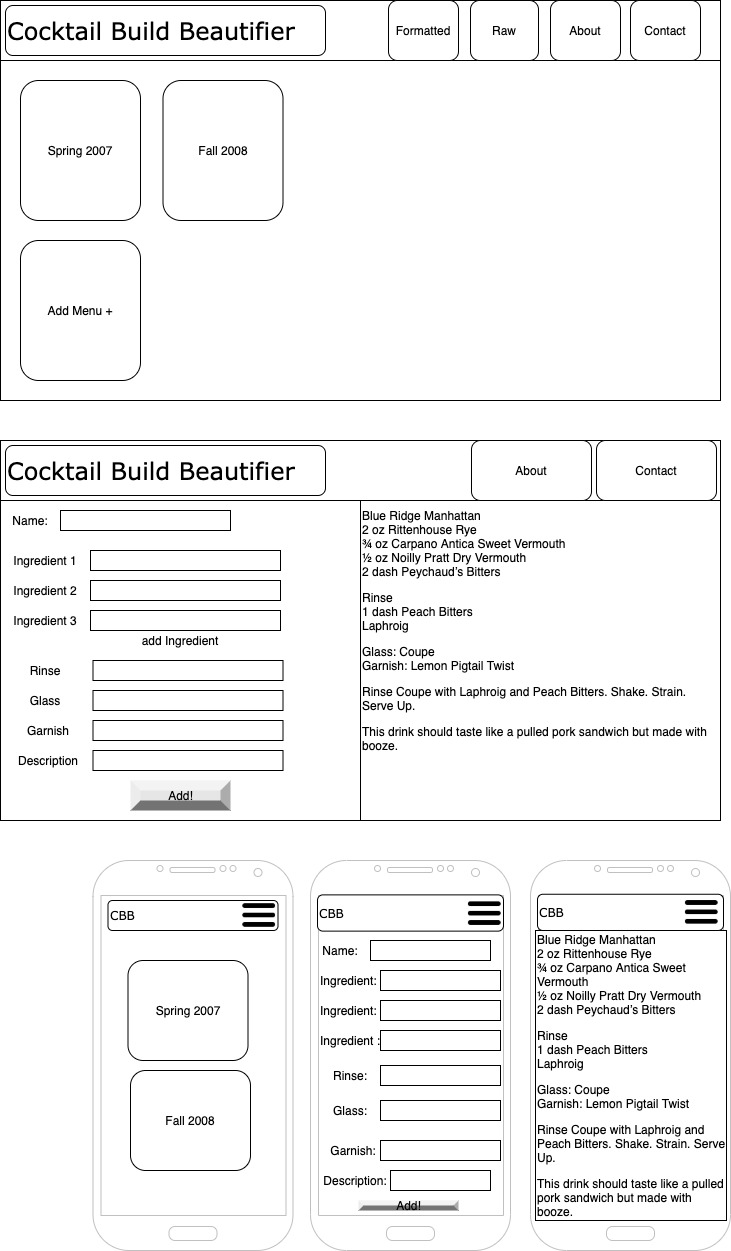 Cocktail Build Beautifier
Formatted
Raw
About
Contact
Spring 2007
Fall 2008
Add Menu +
Cocktail Build Beautifier
About
Contact
Name:
Ingredient 1
Ingredient 2
Ingredient 3
add Ingredient
Rinse
Glass
Garnish
Description
Add!
Blue Ridge Manhattan
2 oz Rittenhouse Rye
¾ oz Carpano Antica Sweet Vermouth
½ oz Noilly Pratt Dry Vermouth
2 dash Peychaud’s Bitters
Rinse
1 dash Peach Bitters
Laphroig
Glass: Coupe
Garnish: Lemon Pigtail Twist
Rinse Coupe with Laphroig and Peach Bitters. Shake. Strain.
Serve Up.
This drink should taste like a pulled pork sandwich but made with
booze.
CBB
Spring 2007
Fall 2008
CBB
Name:
Ingredient:
Ingredient:
Ingredient :
Rinse:
Glass:
Garnish:
Description:
Add!
CBB
Blue Ridge Manhattan
2 oz Rittenhouse Rye
¾ oz Carpano Antica Sweet
Vermouth
½ oz Noilly Pratt Dry Vermouth
2 dash Peychaud’s Bitters
Rinse
1 dash Peach Bitters
Laphroig
Glass: Coupe
Garnish: Lemon Pigtail Twist
Rinse Coupe with Laphroig and
Peach Bitters. Shake. Strain. Serve
Up.
This drink should taste like a pulled
pork sandwich but made with
booze.